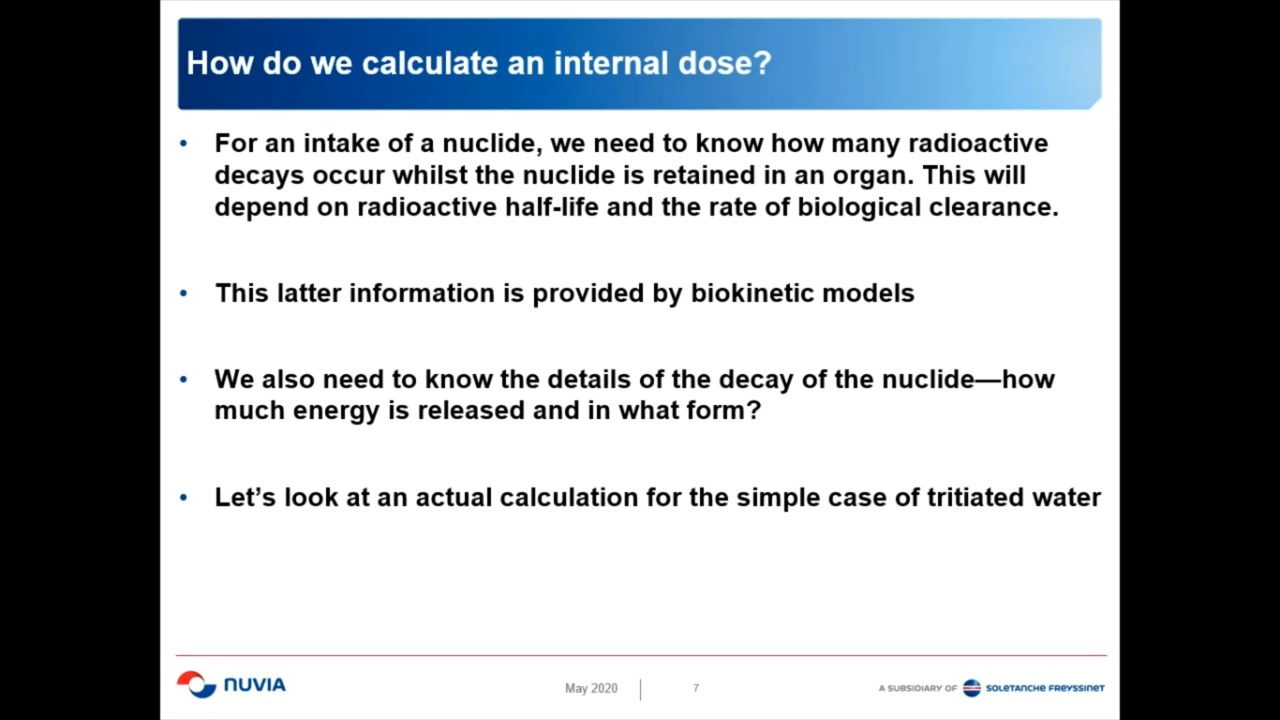 How do we calculate an internal dose?
• For an intake of a nuclide, we need to know how many radioactive
decays occur whilst the nuclide is retained in an organ. This will
depend on radioactive half-life and the rate of biological clearance.
• This latter information is provided by biokinetic models
• We also need to know the details of the decay of the nuclide—how
much energy is released and in what form?
• Let’s look at an actual calculation for the simple case of tritiated water
NUVIA
May 2020
7
A SUBSIDIARY OF SOLETANCHE FREYSSINET